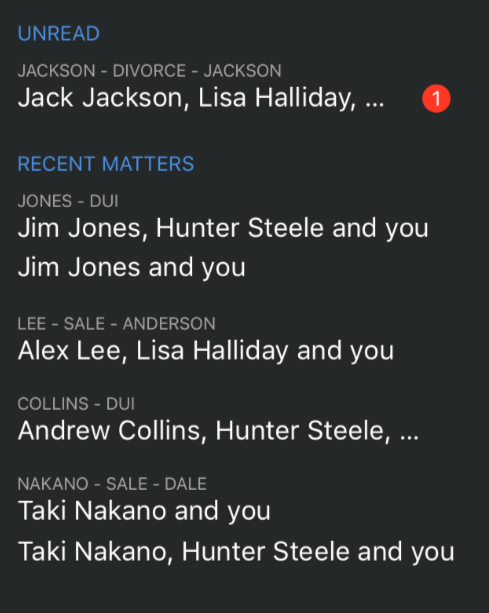 UNREAD
JACKSON - DIVORCE - JACKSON
Jack Jackson, Lisa Halliday, ...
1
RECENT MATTERS
JONES - DUI
Jim Jones, Hunter Steele and you
Jim Jones and you
LEE - SALE - ANDERSON
Alex Lee, Lisa Halliday and you
COLLINS - DUI
Andrew Collins, Hunter Steele, ...
NAKANO - SALE - DALE
Taki Nakano and you
Taki Nakano, Hunter Steele and you